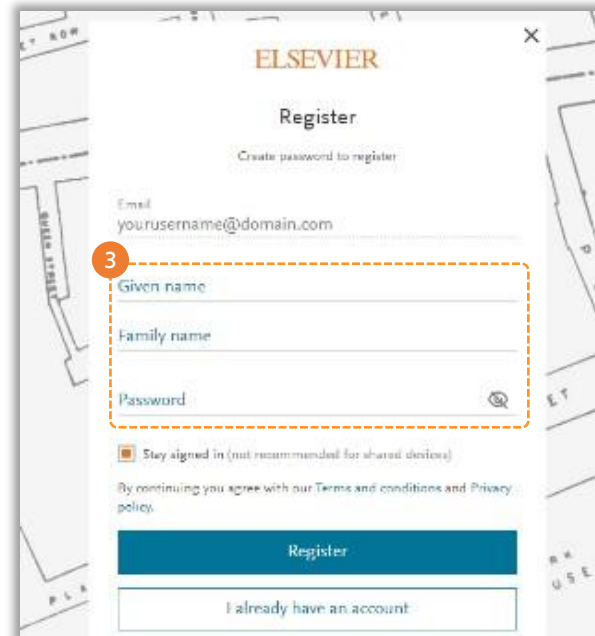 ELSEVIER
Register
Create password to register
Email
yourusername@domain.com
3
Given name
Family name
Password
Stay signed in (not recommended for shared devices)
By continuing you agree with our Terms and conditions and Privacy
policy.
Register
I already have an account
QUEEN STREET